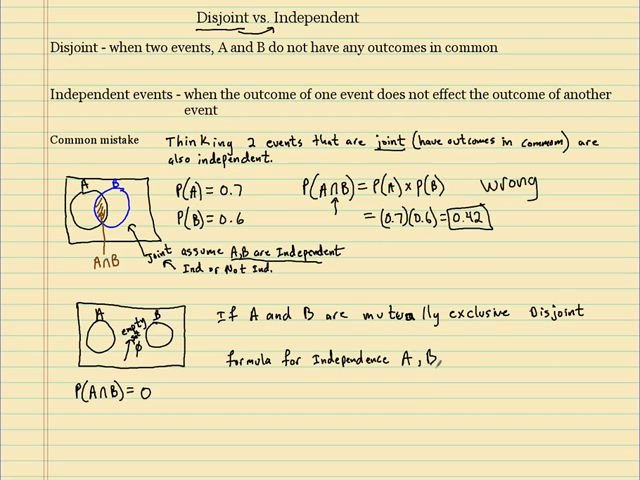 Disjoint vs. Independent
Disjoint - when two events, A and B do not have any outcomes in common
Independent events - when the outcome of one event does not effect the outcome of another
event
Common mistake
Thinking 2 events that are joint (have outcomes in common) are
also independent.
A B
P(A) = 0.7
P(A∩B) = P(A) × P(B) wrong
P(B) = 0.6
= (0.7)(0.6) = 0.42
A∩B
Joint assume A,B are Independent
Ind or Not Ind.
A B
empty
set
ϕ
If A and B are mutually exclusive Disjoint
formula for Independence A, B,
P(A∩B) = 0